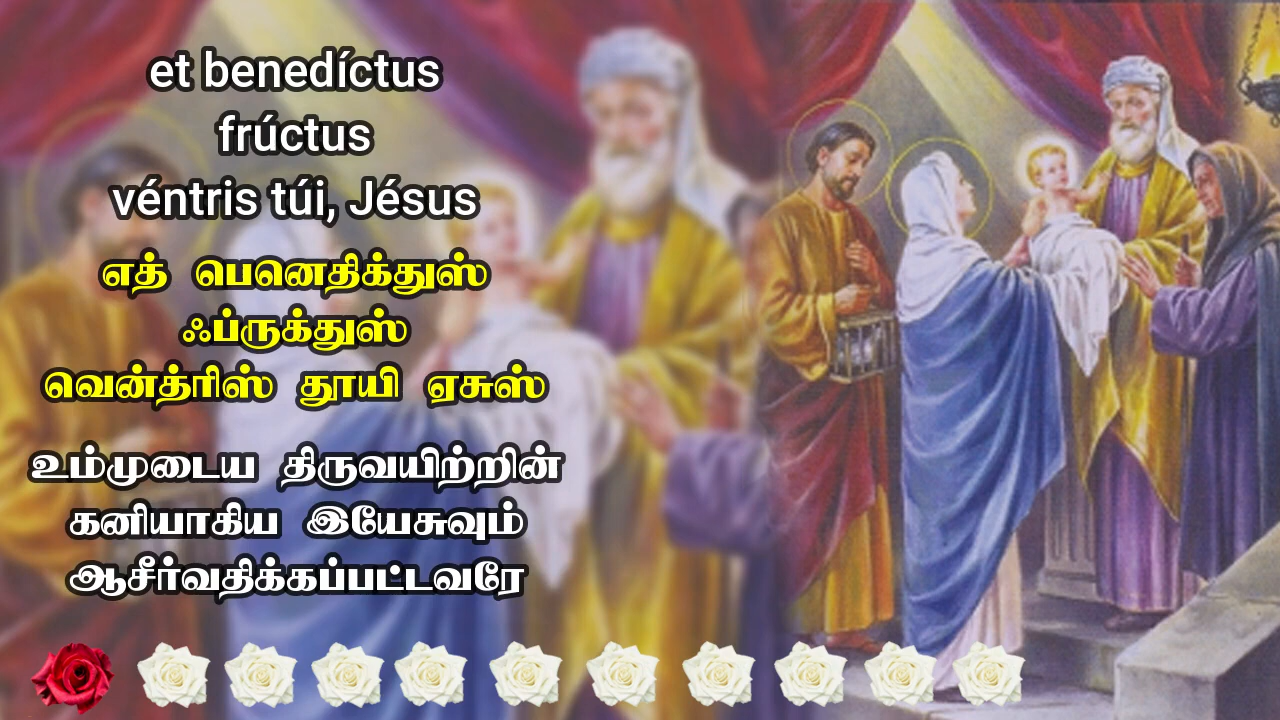 et benedíctus
frúctus
véntris túi, Jésus
எத் பெனெதிக்துஸ்
ஃப்ருக்துஸ்
வென்த்ரிஸ் தூயி ஏசுஸ்
உம்முடைய திருவயிற்றின்
கனியாகிய இயேசுவும்
ஆசீர்வதிக்கப்பட்டவரே